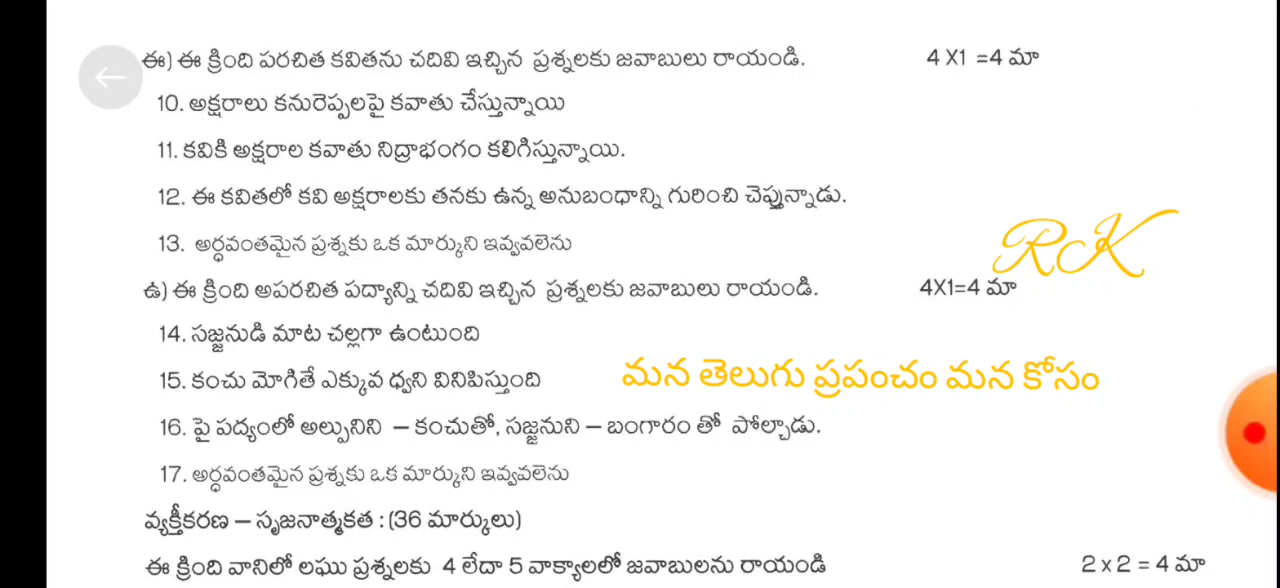 ఈ) ఈ క్రింది పరచిత కవితను చదివి ఇచ్చిన ప్రశ్నలకు జవాబులు రాయండి. 4 X1 =4 మా
10. అక్షరాలు కనురెప్పలపై కవాతు చేస్తున్నాయి
11. కవికి అక్షరాల కవాతు నిద్రాభంగం కలిగిస్తున్నాయి.
12. ఈ కవితలో కవి అక్షరాలకు తనకు ఉన్న అనుబంధాన్ని గురించి చెప్తున్నాడు.
13. అర్ధవంతమైన ప్రశ్నకు ఒక మార్కుని ఇవ్వవలెను
RK
ఉ) ఈ క్రింది అపరచిత పద్యాన్ని చదివి ఇచ్చిన ప్రశ్నలకు జవాబులు రాయండి. 4X1=4 మా
14. సజ్జనుడి మాట చల్లగా ఉంటుంది
15. కంచు మోగితే ఎక్కువ ధ్వని వినిపిస్తుంది మన తెలుగు ప్రపంచం మన కోసం
16. పై పద్యంలో అల్పునిని – కంచుతో, సజ్జనుని – బంగారం తో పోల్చాడు.
17. అర్ధవంతమైన ప్రశ్నకు ఒక మార్కుని ఇవ్వవలెను
వ్యక్తీకరణ – సృజనాత్మకత : (36 మార్కులు)
ఈ క్రింది వానిలో లఘు ప్రశ్నలకు 4 లేదా 5 వాక్యాలలో జవాబులను రాయండి 2 x 2 = 4 మా